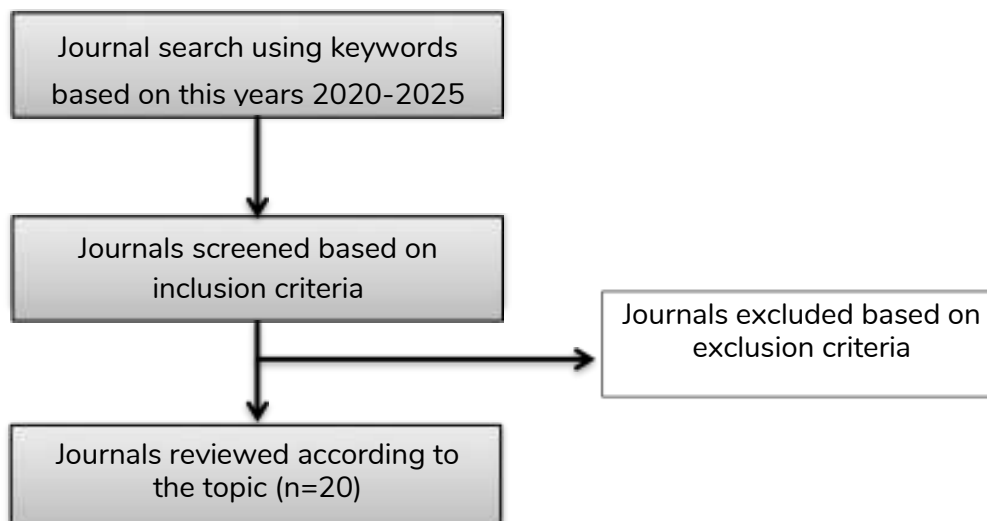 Journal search using keywords
based on this years 2020-2025
Journals screened based on
inclusion criteria
Journals excluded based on
exclusion criteria
Journals reviewed according to
the topic (n=20)